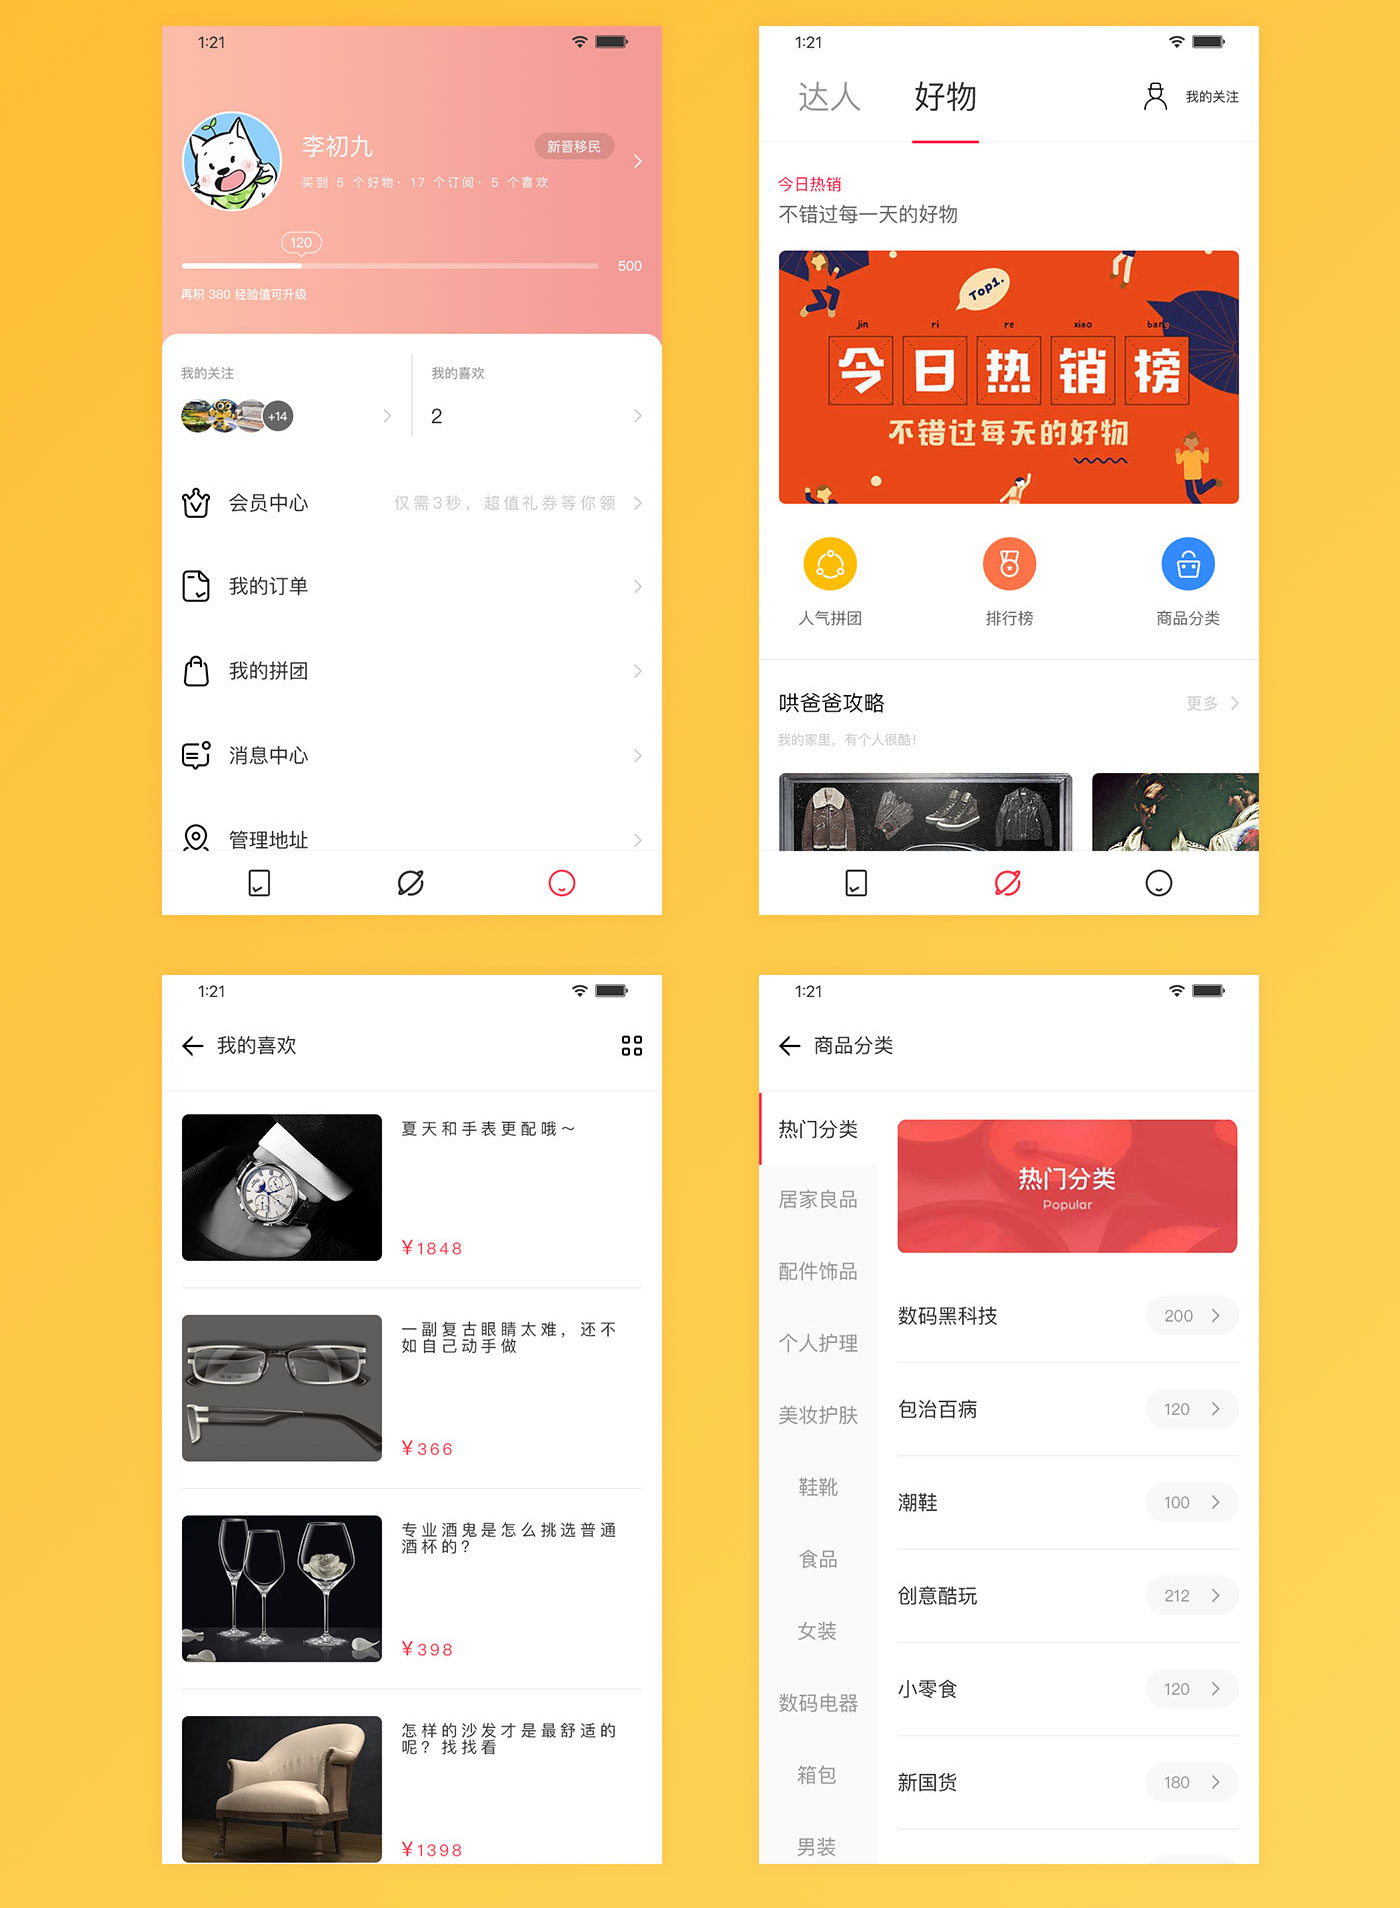 1:21
李初九
新晋移民
买到 5 个好物· 17 个订阅· 5 个喜欢
120
500
再积 380 经验值可升级
我的关注
我的喜欢
+14
2
会员中心
仅需3秒，超值礼券等你领
我的订单
我的拼团
消息中心
管理地址
1:21
达人
好物
我的关注
今日热销
不错过每一天的好物
Top1.
jin ri re xiao bang
今日热销榜
不错过每天的好物
人气拼团
排行榜
商品分类
哄爸爸攻略
更多
我的家里，有个人很酷！
1:21
我的喜欢
夏天和手表更配哦～
¥1848
一副复古眼睛太难，还不
如自己动手做
¥366
专业酒鬼是怎么挑选普通
酒杯的？
¥398
怎样的沙发才是最舒适的
呢？找找看
¥1398
1:21
商品分类
热门分类
居家良品
配件饰品
个人护理
美妆护肤
鞋靴
食品
女装
数码电器
箱包
男装
热门分类
Popular
数码黑科技
200
包治百病
120
潮鞋
100
创意酷玩
212
小零食
120
新国货
180